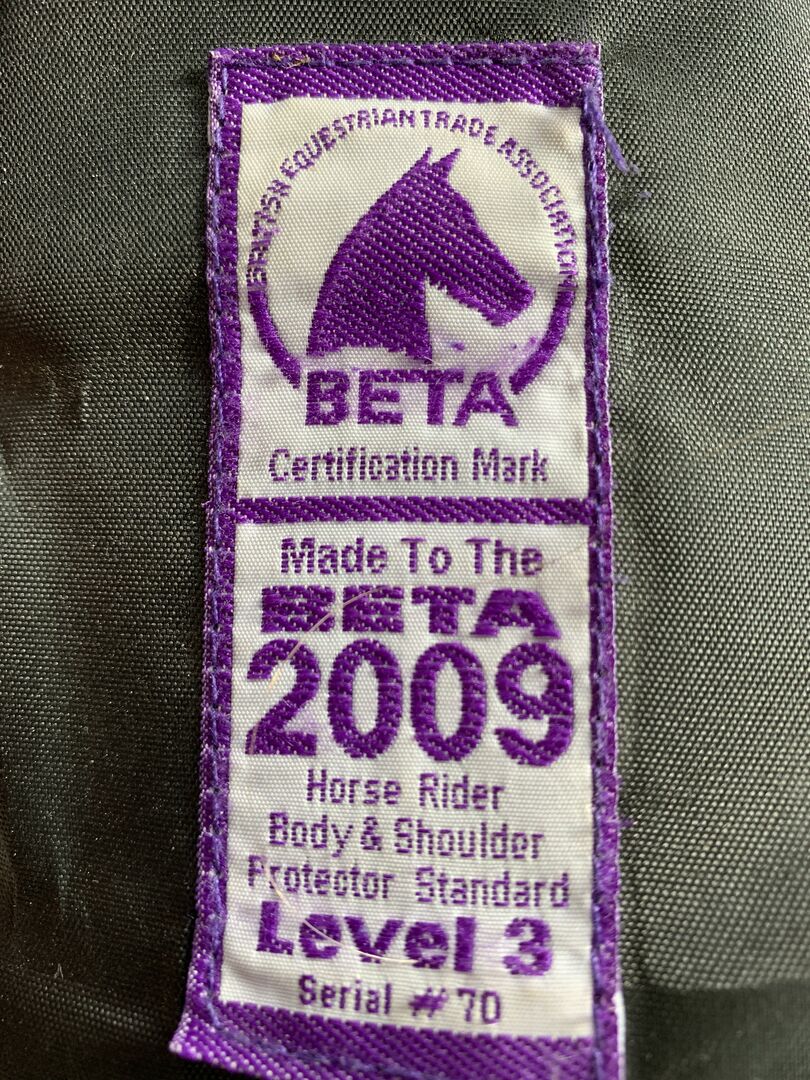 BRITISH EQUESTRIAN TRADE ASSOCIATION
BETA
Certification Mark
Made To The
BETA
2009
Horse Rider
Body & Shoulder
Protector Standard
Level 3
Serial # 70